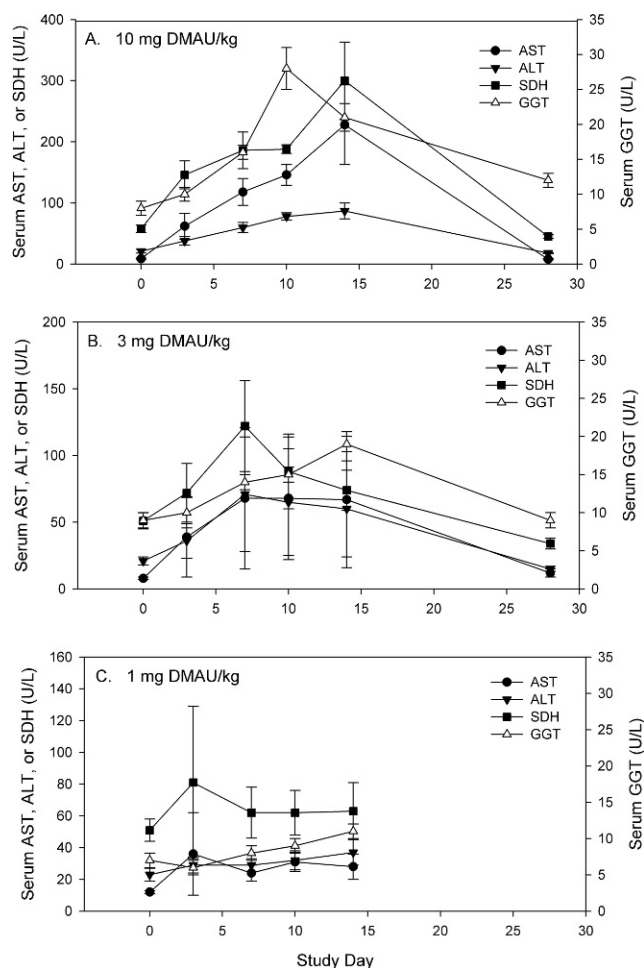 A. 10 mg DMAU/kg
Serum AST, ALT, or SDH (U/L)
400
300
200
100
0
AST
ALT
SDH
GGT
35
30
25
20
15
10
5
0
Serum GGT (U/L)
0 5 10 15 20 25 30
B. 3 mg DMAU/kg
Serum AST, ALT, or SDH (U/L)
200
150
100
50
0
AST
ALT
SDH
GGT
35
30
25
20
15
10
5
0
Serum GGT (U/L)
0 5 10 15 20 25 30
C. 1 mg DMAU/kg
Serum AST, ALT, or SDH (U/L)
160
140
120
100
80
60
40
20
0
AST
ALT
SDH
GGT
35
30
25
20
15
10
5
0
Serum GGT (U/L)
0 5 10 15 20 25 30
Study Day